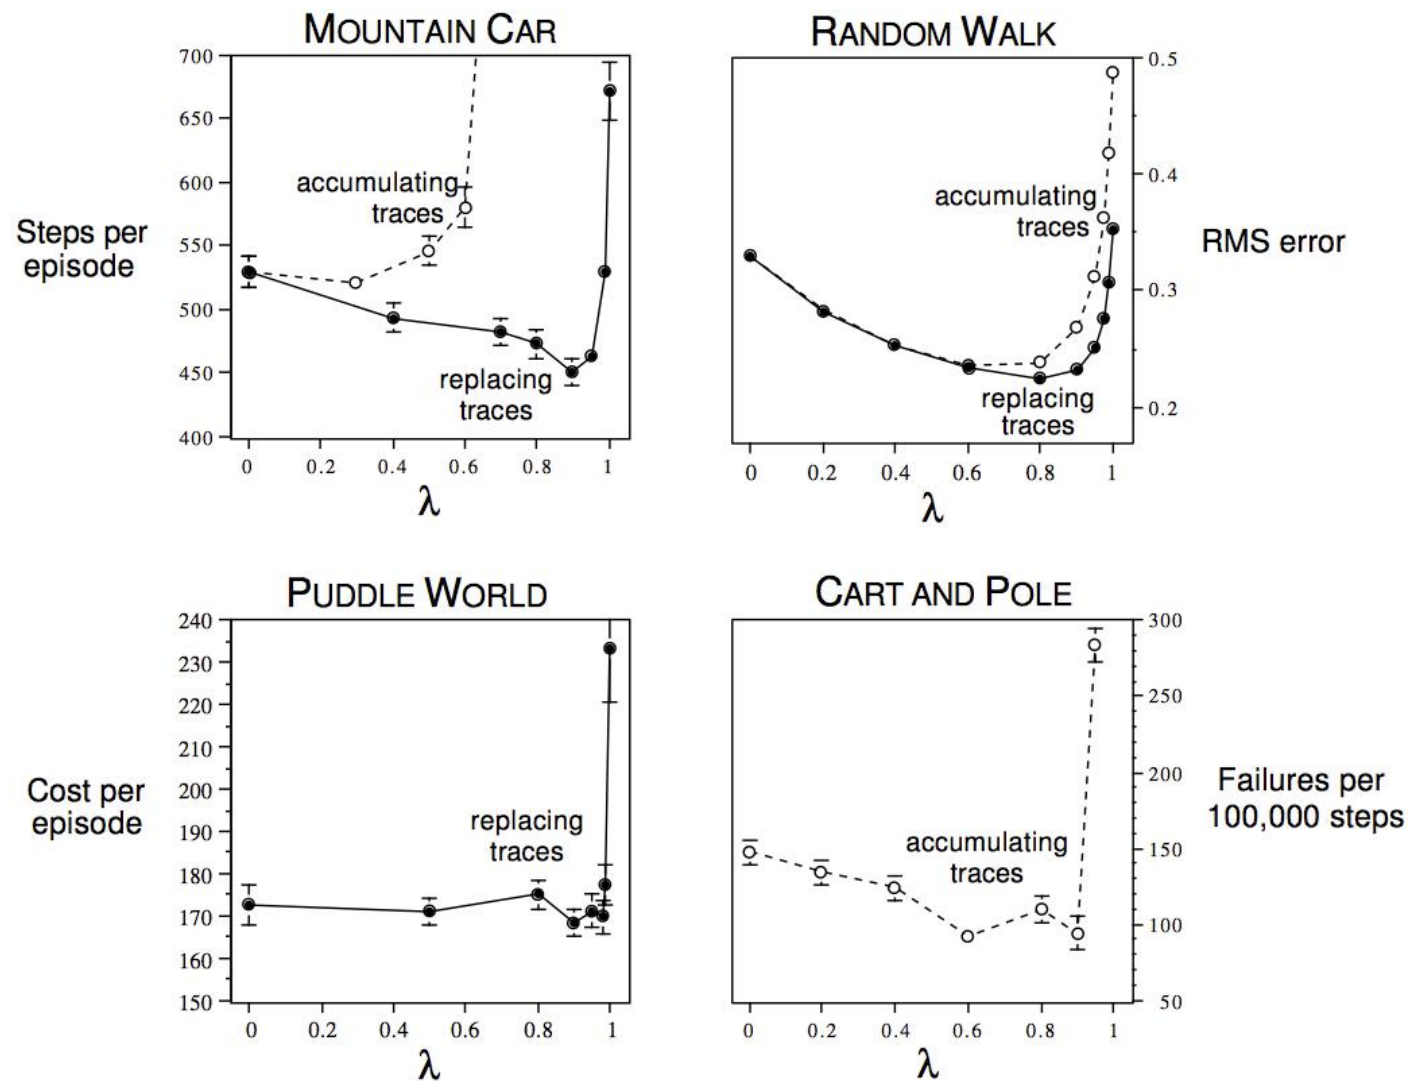 MOUNTAIN CAR
700
650
600
550
500
450
400
Steps per
episode
accumulating
traces
replacing
traces
0 0.2 0.4 0.6 0.8 1
λ
RANDOM WALK
0.5
0.4
0.3
0.2
RMS error
accumulating
traces
replacing
traces
0 0.2 0.4 0.6 0.8 1
λ
PUDDLE WORLD
240
230
220
210
200
190
180
170
160
150
Cost per
episode
replacing
traces
0 0.2 0.4 0.6 0.8 1
λ
CART AND POLE
300
250
200
150
100
50
Failures per
100,000 steps
accumulating
traces
0 0.2 0.4 0.6 0.8 1
λ